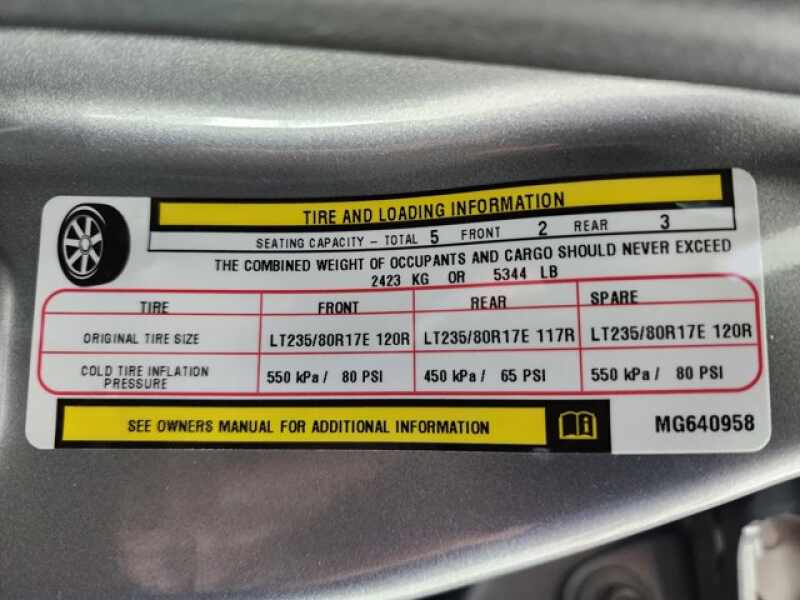 TIRE AND LOADING INFORMATION
SEATING CAPACITY - TOTAL 5 FRONT 2 REAR 3
THE COMBINED WEIGHT OF OCCUPANTS AND CARGO SHOULD NEVER EXCEED
2423 KG OR 5344 LB
TIRE FRONT REAR SPARE
ORIGINAL TIRE SIZE LT235/80R17E 120R LT235/80R17E 117R LT235/80R17E 120R
COLD TIRE INFLATION PRESSURE 550 kPa / 80 PSI 450 kPa / 65 PSI 550 kPa / 80 PSI
SEE OWNERS MANUAL FOR ADDITIONAL INFORMATION MG640958